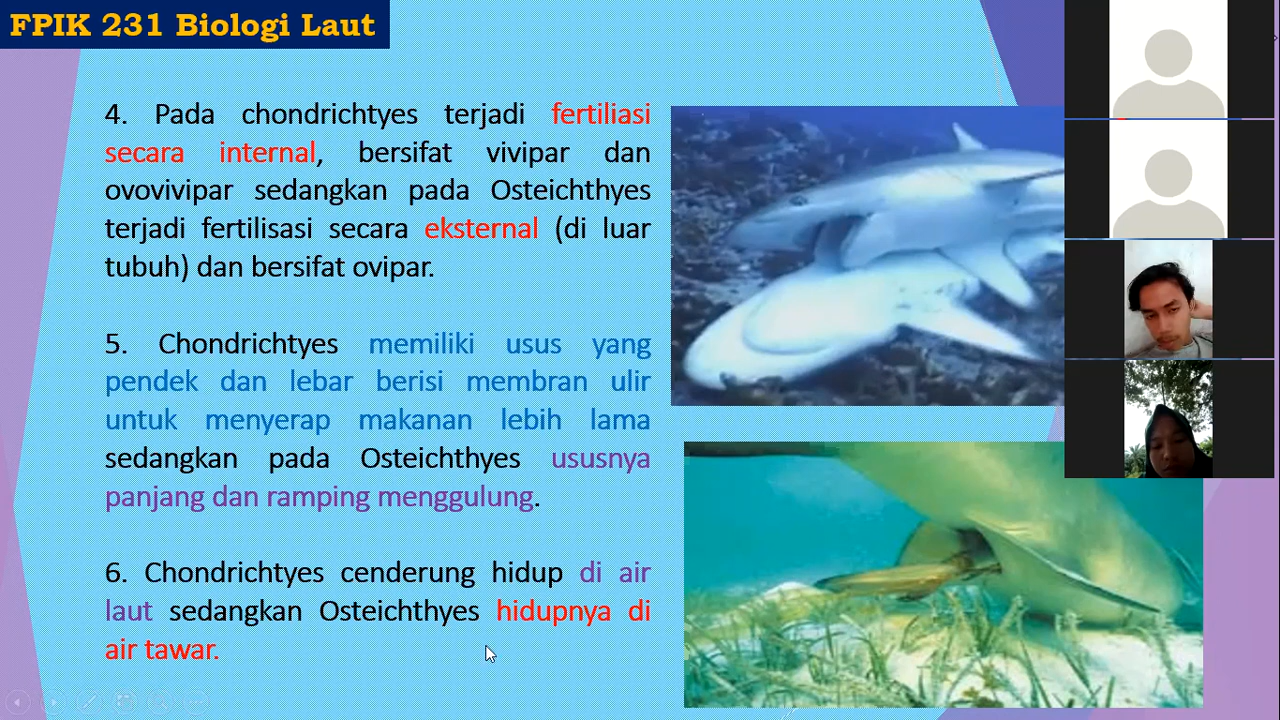 FPIK 231 Biologi Laut
4. Pada chondrichtyes terjadi fertiliasi
secara internal, bersifat vivipar dan
ovovivipar sedangkan pada Osteichthyes
terjadi fertilisasi secara eksternal (di luar
tubuh) dan bersifat ovipar.
5. Chondrichtyes memiliki usus yang
pendek dan lebar berisi membran ulir
untuk menyerap makanan lebih lama
sedangkan pada Osteichthyes ususnya
panjang dan ramping menggulung.
6. Chondrichtyes cenderung hidup di air
laut sedangkan Osteichthyes hidupnya di
air tawar.